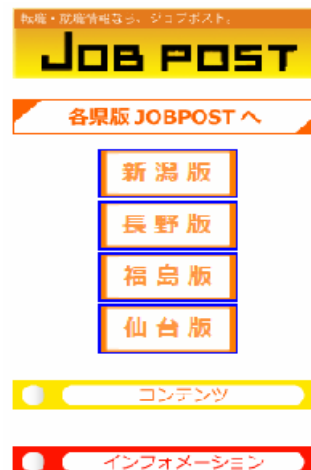 転職・就職情報なら、ジョブポスト。
JOB POST
各県版 JOBPOST へ
新潟版
長野版
福島版
仙台版
コンテンツ
インフォメーション